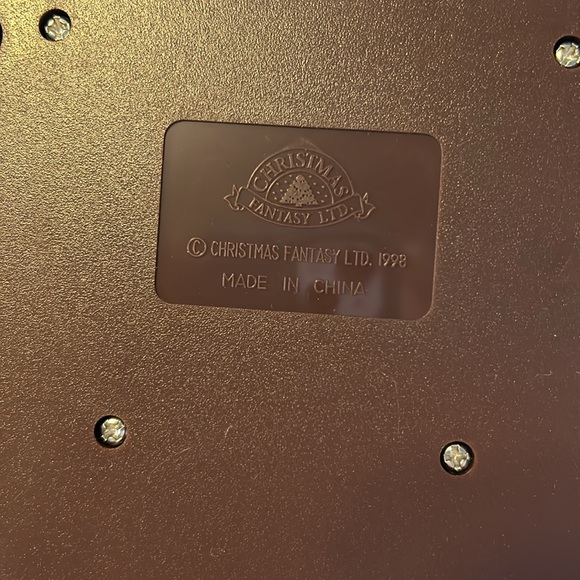 CHRISTMAS
FANTASY LTD.
© CHRISTMAS FANTASY LTD. 1998
MADE IN CHINA